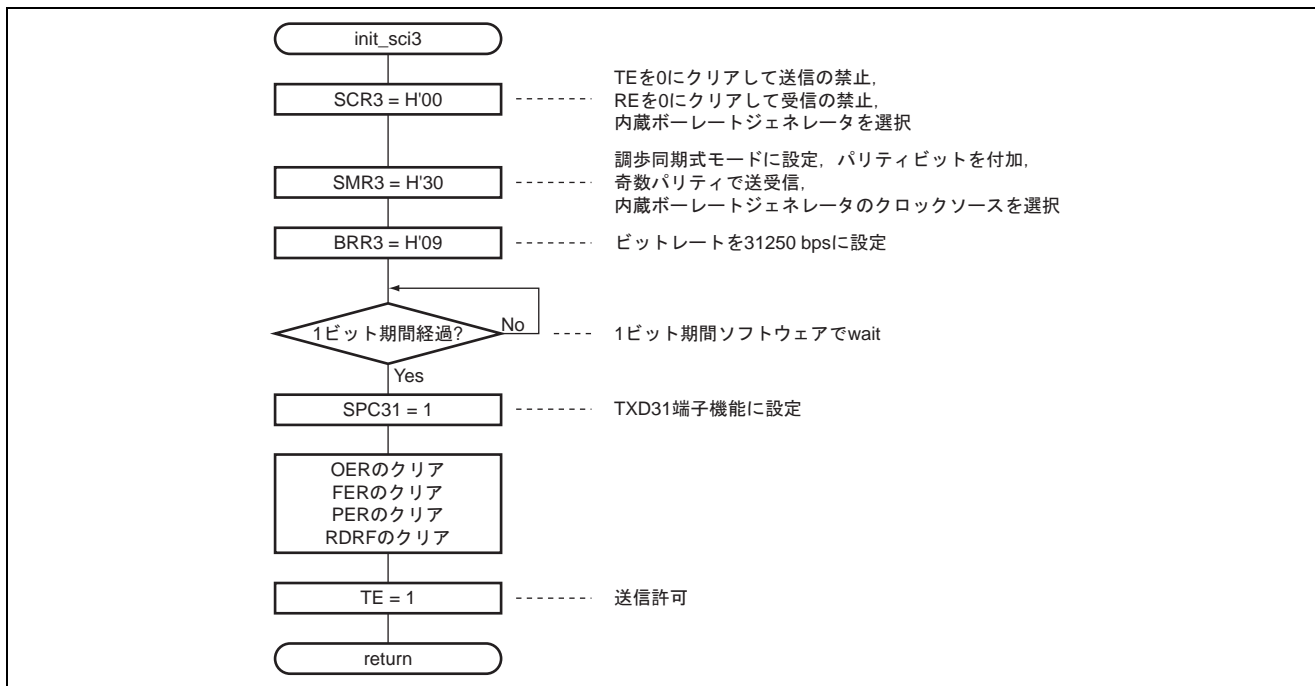 init_sci3
SCR3 = H'00
TEを0にクリアして送信の禁止,
REを0にクリアして受信の禁止,
内蔵ボーレートジェネレータを選択
SMR3 = H'30
調歩同期式モードに設定，パリティビットを付加,
奇数パリティで送受信,
内蔵ボーレートジェネレータのクロックソースを選択
BRR3 = H'09
ビットレートを31250 bpsに設定
1ビット期間経過?
No
1ビット期間ソフトウェアでwait
Yes
SPC31 = 1
TXD31端子機能に設定
OERのクリア
FERのクリア
PERのクリア
RDRFのクリア
TE = 1
送信許可
return